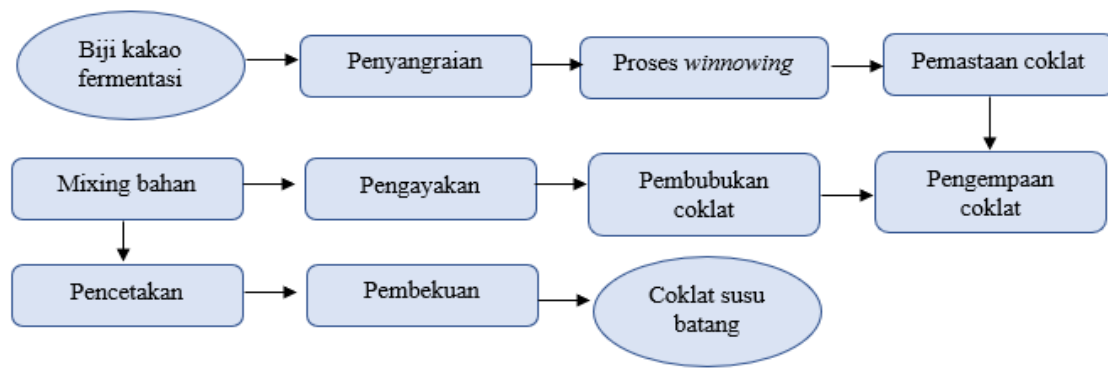 Biji kakao
fermentasi
Penyangraian
Proses winnowing
Pemastaan coklat
Mixing bahan
Pengayakan
Pembubukan
coklat
Pengempaan
coklat
Pencetakan
Pembekuan
Coklat susu
batang